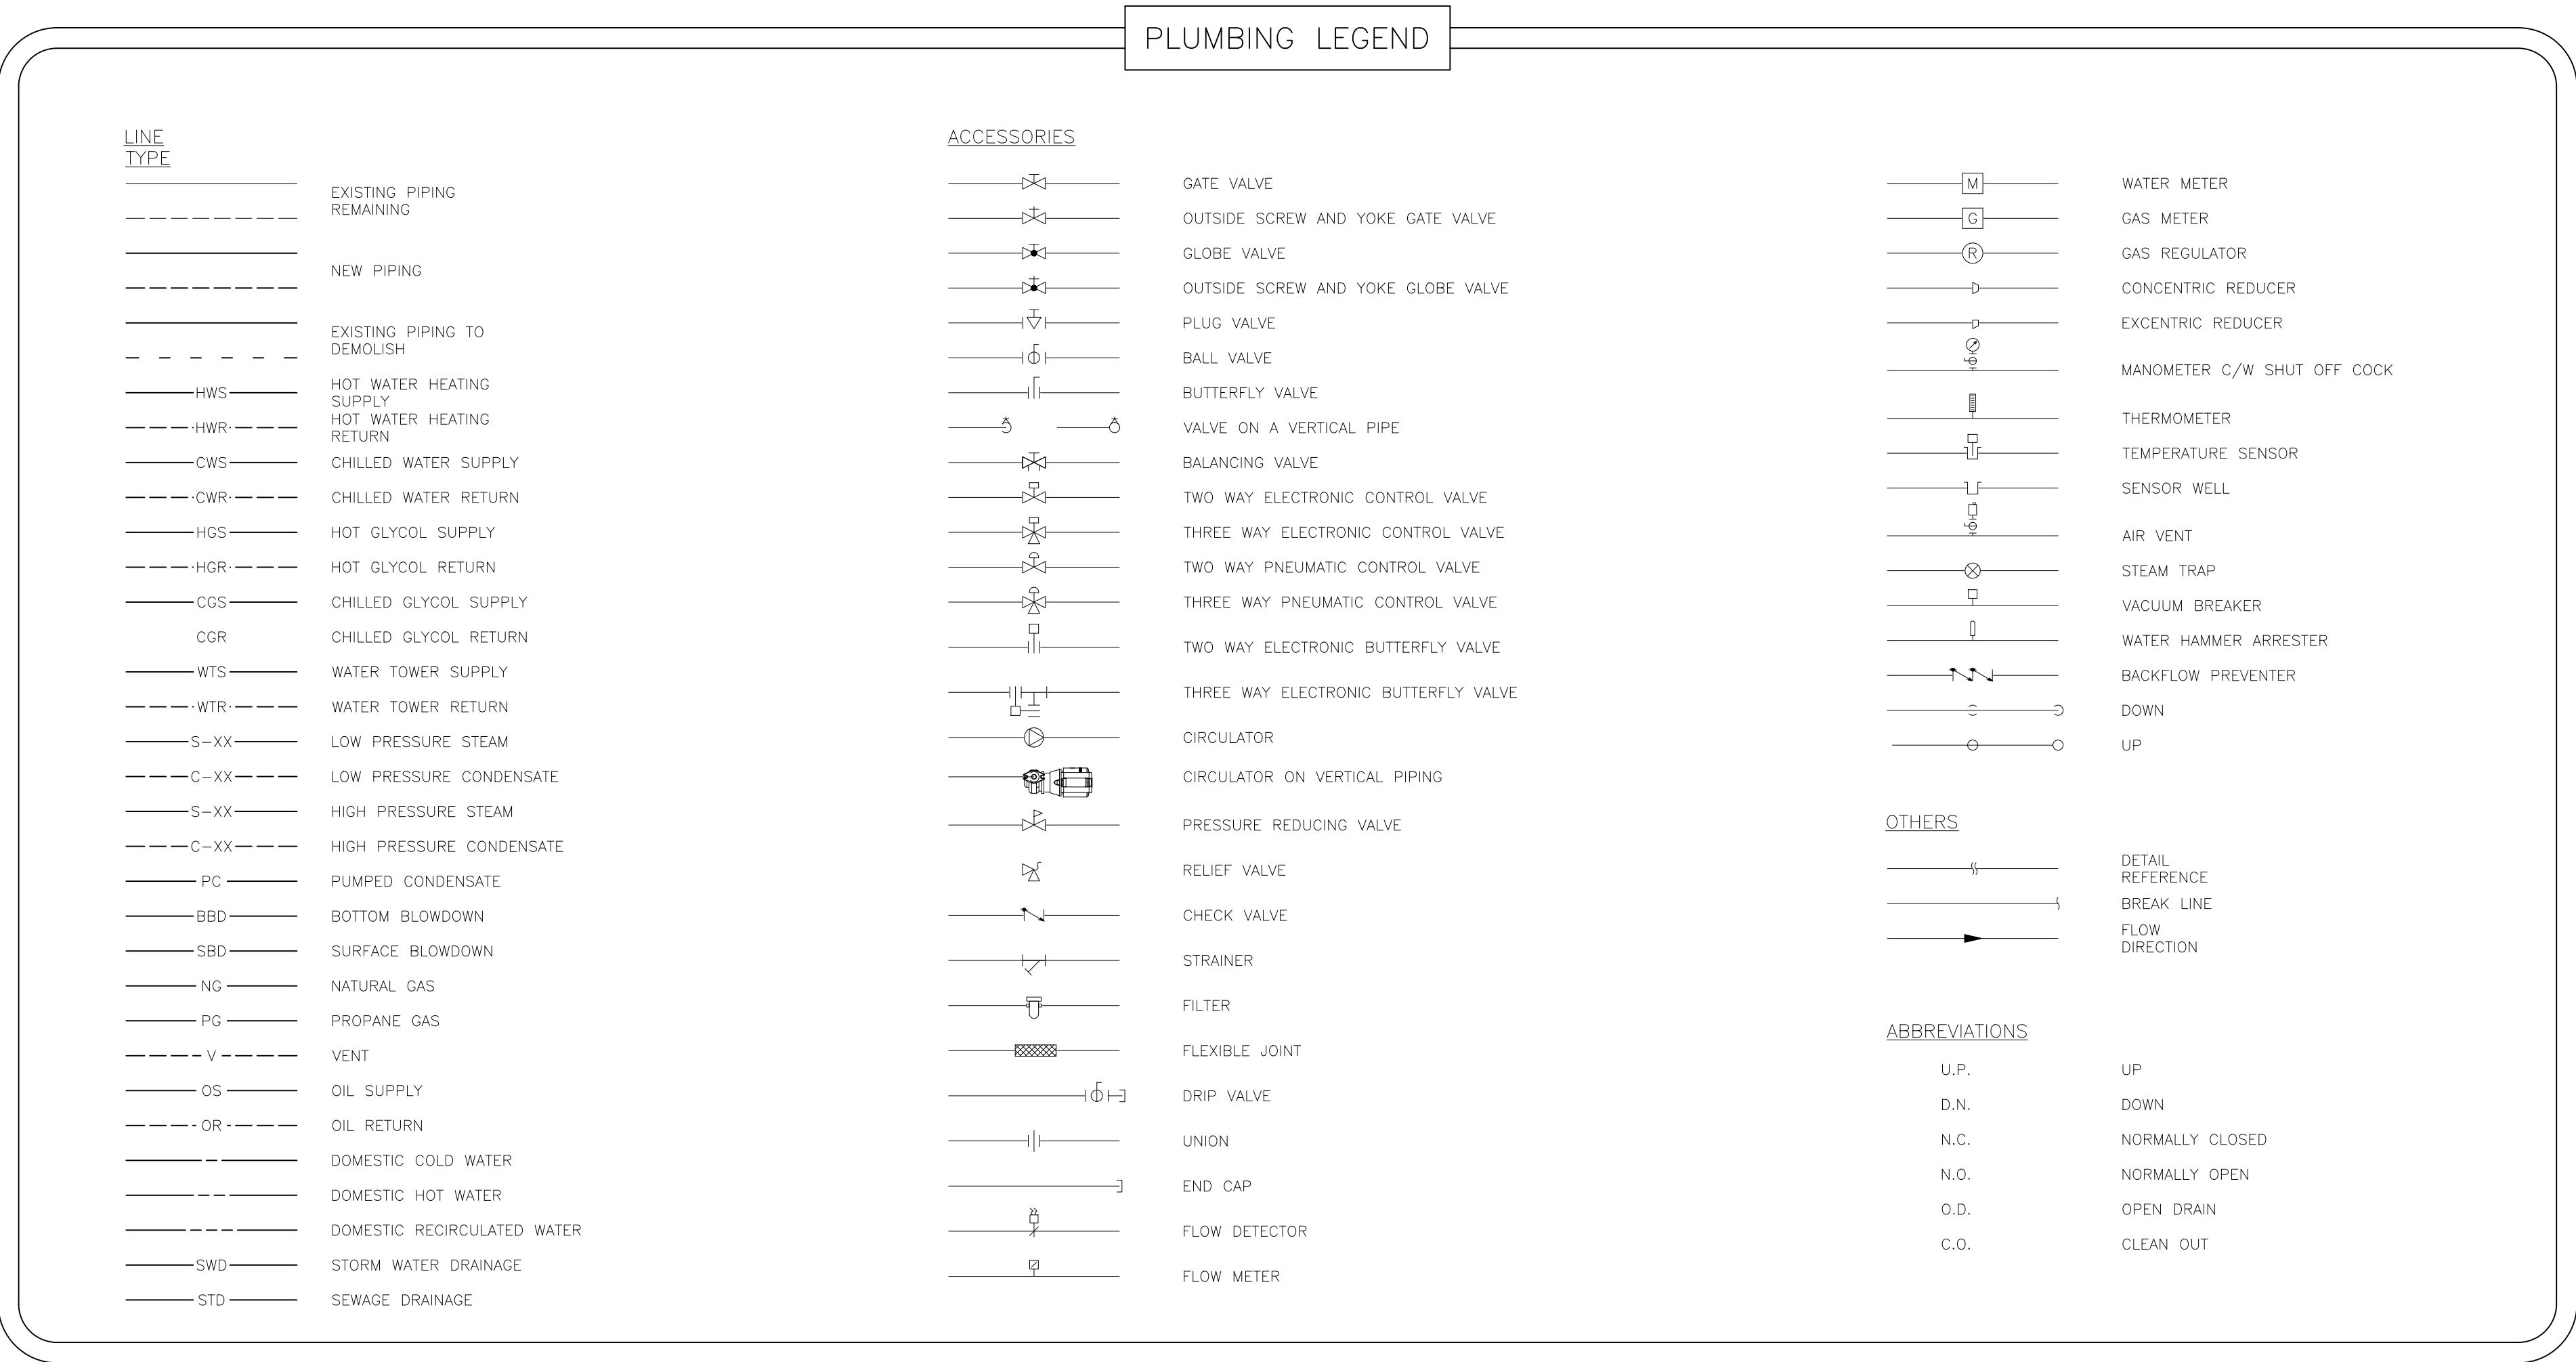 PLUMBING LEGEND
LINE
TYPE
EXISTING PIPING
REMAINING
NEW PIPING
EXISTING PIPING TO
DEMOLISH
HWS HOT WATER HEATING
SUPPLY
HWR HOT WATER HEATING
RETURN
CWS CHILLED WATER SUPPLY
CWR CHILLED WATER RETURN
HGS HOT GLYCOL SUPPLY
HGR HOT GLYCOL RETURN
CGS CHILLED GLYCOL SUPPLY
CGR CHILLED GLYCOL RETURN
WTS WATER TOWER SUPPLY
WTR WATER TOWER RETURN
S-XX LOW PRESSURE STEAM
C-XX LOW PRESSURE CONDENSATE
S-XX HIGH PRESSURE STEAM
C-XX HIGH PRESSURE CONDENSATE
PC PUMPED CONDENSATE
BBD BOTTOM BLOWDOWN
SBD SURFACE BLOWDOWN
NG NATURAL GAS
PG PROPANE GAS
V VENT
OS OIL SUPPLY
OR OIL RETURN
DOMESTIC COLD WATER
DOMESTIC HOT WATER
DOMESTIC RECIRCULATED WATER
SWD STORM WATER DRAINAGE
STD SEWAGE DRAINAGE
ACCESSORIES
GATE VALVE
OUTSIDE SCREW AND YOKE GATE VALVE
GLOBE VALVE
OUTSIDE SCREW AND YOKE GLOBE VALVE
PLUG VALVE
BALL VALVE
BUTTERFLY VALVE
VALVE ON A VERTICAL PIPE
BALANCING VALVE
TWO WAY ELECTRONIC CONTROL VALVE
THREE WAY ELECTRONIC CONTROL VALVE
TWO WAY PNEUMATIC CONTROL VALVE
THREE WAY PNEUMATIC CONTROL VALVE
TWO WAY ELECTRONIC BUTTERFLY VALVE
THREE WAY ELECTRONIC BUTTERFLY VALVE
CIRCULATOR
CIRCULATOR ON VERTICAL PIPING
PRESSURE REDUCING VALVE
RELIEF VALVE
CHECK VALVE
STRAINER
FILTER
FLEXIBLE JOINT
DRIP VALVE
UNION
END CAP
FLOW DETECTOR
FLOW METER
M WATER METER
G GAS METER
R GAS REGULATOR
CONCENTRIC REDUCER
EXCENTRIC REDUCER
MANOMETER C/W SHUT OFF COCK
THERMOMETER
TEMPERATURE SENSOR
SENSOR WELL
AIR VENT
STEAM TRAP
VACUUM BREAKER
WATER HAMMER ARRESTER
BACKFLOW PREVENTER
DOWN
UP
OTHERS
DETAIL
REFERENCE
BREAK LINE
FLOW
DIRECTION
ABBREVIATIONS
U.P. UP
D.N. DOWN
N.C. NORMALLY CLOSED
N.O. NORMALLY OPEN
O.D. OPEN DRAIN
C.O. CLEAN OUT